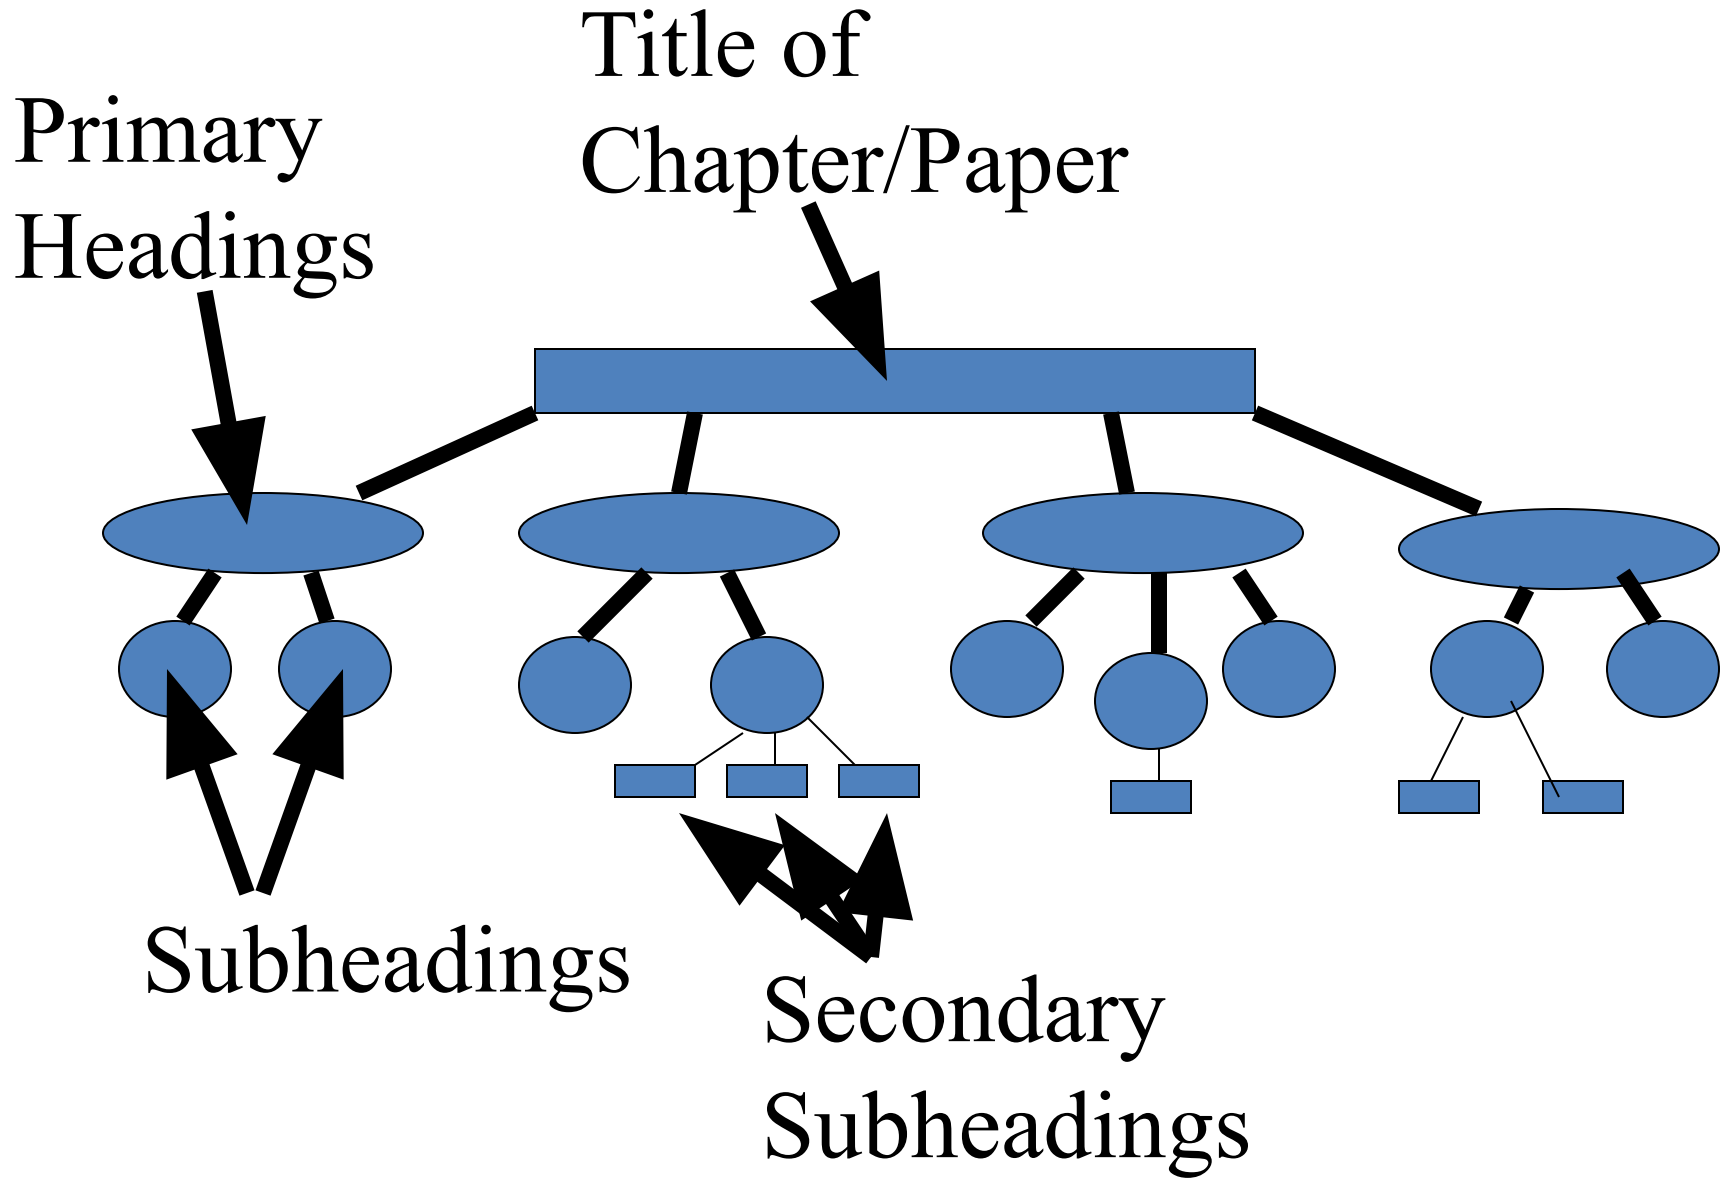 Title of
Chapter/Paper
Primary
Headings
Subheadings
Secondary
Subheadings